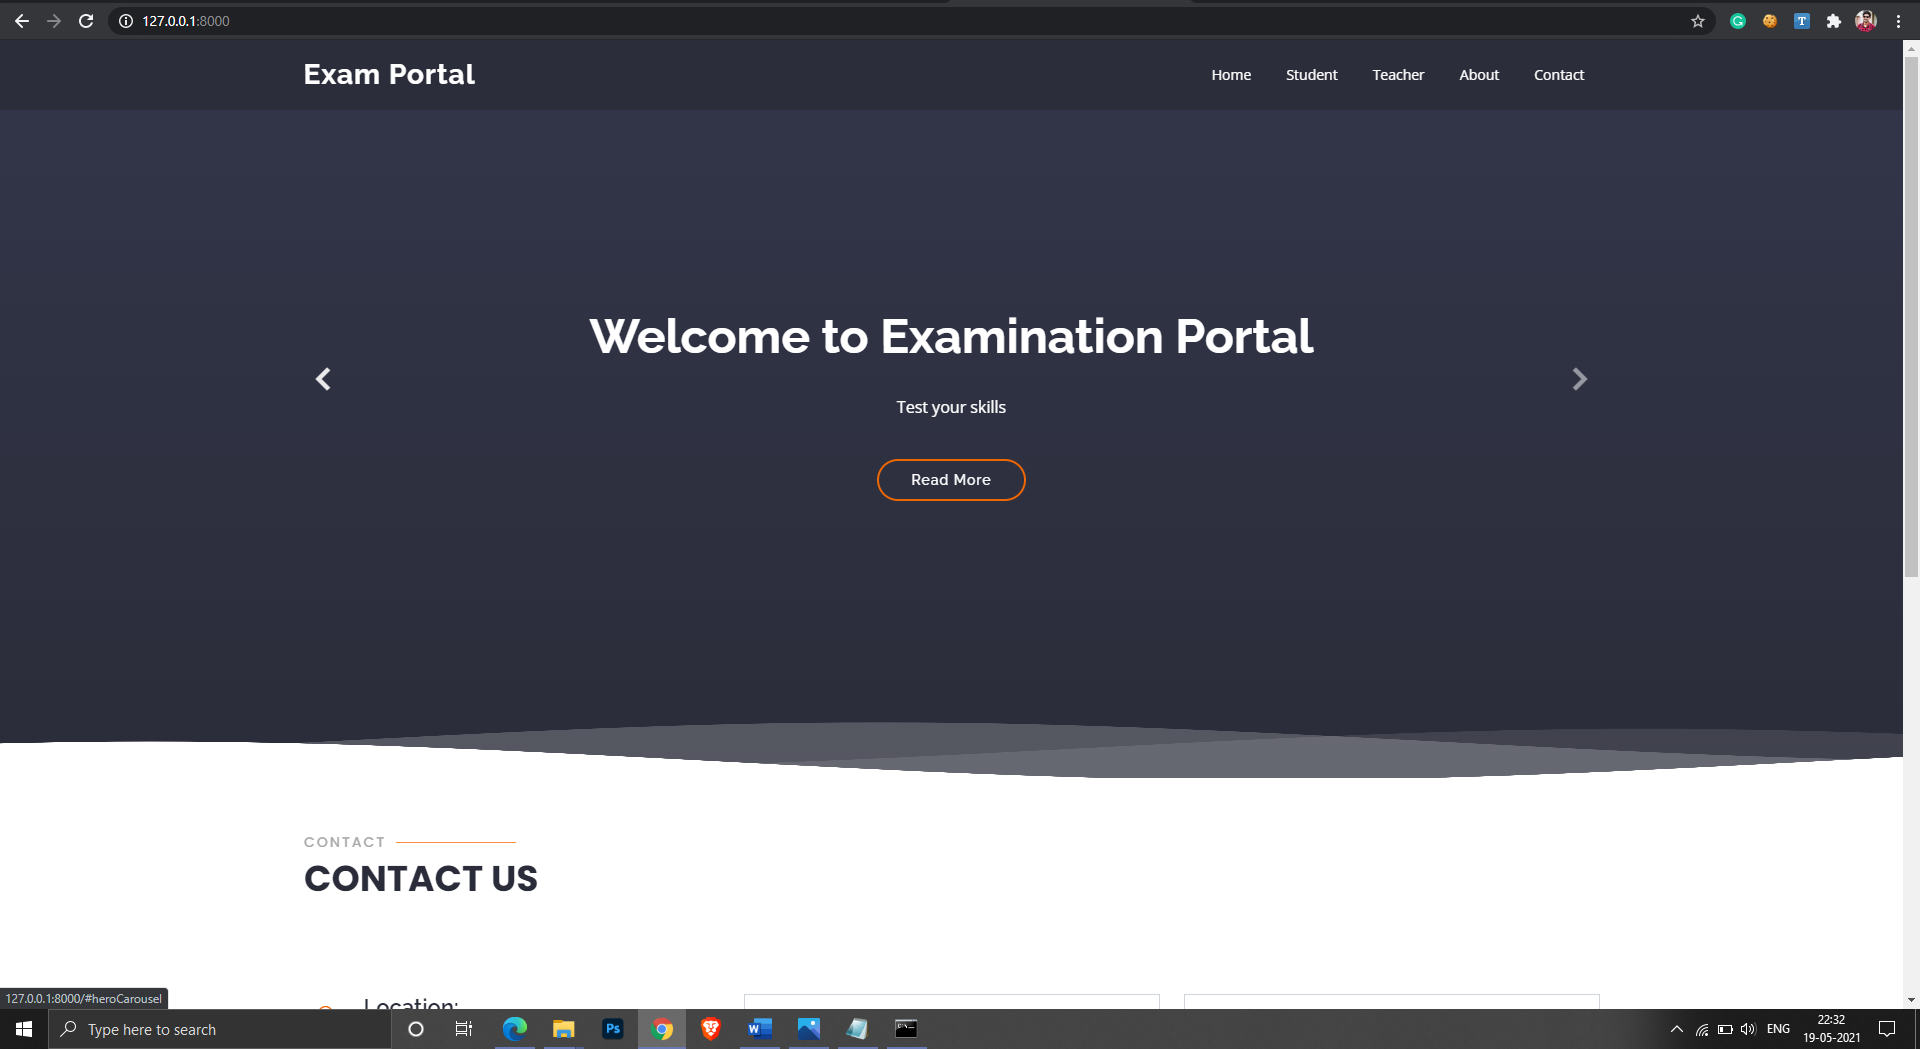 127.0.0.1:8000
Exam Portal
Home Student Teacher About Contact
Welcome to Examination Portal
Test your skills
Read More
CONTACT
CONTACT US
Location:
127.0.0.1:8000/#heroCarousel
Type here to search
Ps
W
ENG
22:32
19-05-2021